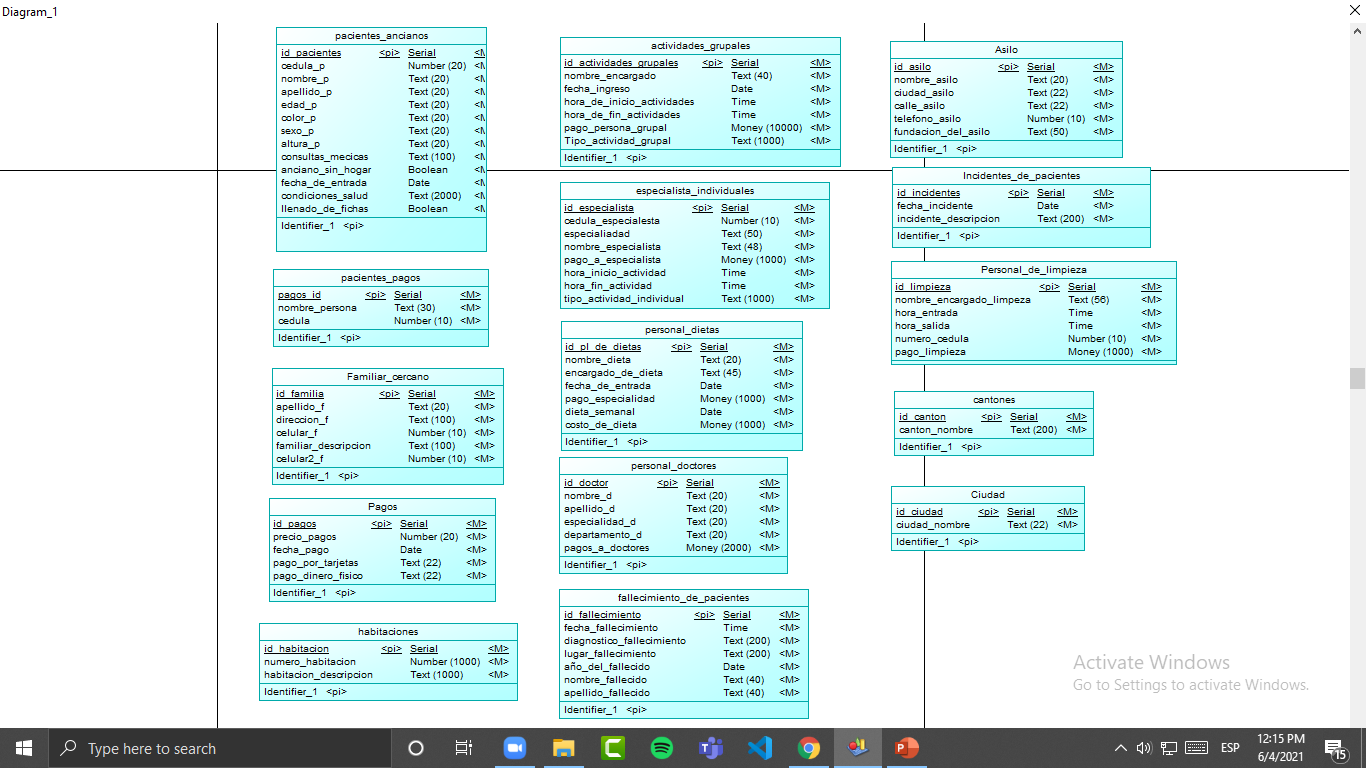 Diagram_1
pacientes_ancianos
id_pacientes <pi> Serial <M
cedula_p Number (20) <M
nombre_p Text (20) <M
apellido_p Text (20) <M
edad_p Text (20) <M
color_p Text (20) <M
sexo_p Text (20) <M
altura_p Text (20) <M
consultas_mecicas Text (100) <M
anciano_sin_hogar Boolean <M
fecha_de_entrada Date <M
condiciones_salud Text (2000) <M
llenado_de_fichas Boolean <M
Identifier_1 <pi>
pacientes_pagos
pagos_id <pi> Serial <M>
nombre_persona Text (30) <M>
cedula Number (10) <M>
Identifier_1 <pi>
Familiar_cercano
id_familia <pi> Serial <M>
apellido_f Text (20) <M>
direccion_f Text (100) <M>
celular_f Number (10) <M>
familiar_descripcion Text (100) <M>
celular2_f Number (10) <M>
Identifier_1 <pi>
Pagos
id_pagos <pi> Serial <M>
precio_pagos Number (20) <M>
fecha_pago Date <M>
pago_por_tarjetas Text (22) <M>
pago_dinero_fisico Text (22) <M>
Identifier_1 <pi>
habitaciones
id_habitacion <pi> Serial <M>
numero_habitacion Number (1000) <M>
habitacion_descripcion Text (1000) <M>
Identifier_1 <pi>
actividades_grupales
id_actividades_grupales <pi> Serial <M>
nombre_encargado Text (40) <M>
fecha_ingreso Date <M>
hora_de_inicio_actividades Time <M>
hora_de_fin_actividades Time <M>
pago_persona_grupal Money (10000) <M>
Tipo_actividad_grupal Text (1000) <M>
Identifier_1 <pi>
especialista_individuales
id_especialista <pi> Serial <M>
cedula_especialesta Number (10) <M>
especialiadad Text (50) <M>
nombre_especialista Text (48) <M>
pago_a_especialista Money (1000) <M>
hora_inicio_actividad Time <M>
hora_fin_actividad Time <M>
tipo_actividad_individual Text (1000) <M>
personal_dietas
id_pl_de_dietas <pi> Serial <M>
nombre_dieta Text (20) <M>
encargado_de_dieta Text (45) <M>
fecha_de_entrada Date <M>
pago_especialidad Money (1000) <M>
dieta_semanal Date <M>
costo_de_dieta Money (1000) <M>
Identifier_1 <pi>
personal_doctores
id_doctor <pi> Serial <M>
nombre_d Text (20) <M>
apellido_d Text (20) <M>
especialidad_d Text (20) <M>
departamento_d Text (20) <M>
pagos_a_doctores Money (2000) <M>
Identifier_1 <pi>
fallecimiento_de_pacientes
id_fallecimiento <pi> Serial <M>
fecha_fallecimiento Time <M>
diagnostico_fallecimiento Text (200) <M>
lugar_fallecimiento Text (200) <M>
año_del_fallecido Date <M>
nombre_fallecido Text (40) <M>
apellido_fallecido Text (40) <M>
Identifier_1 <pi>
Asilo
id_asilo <pi> Serial <M>
nombre_asilo Text (20) <M>
ciudad_asilo Text (22) <M>
calle_asilo Text (22) <M>
telefono_asilo Number (10) <M>
fundacion_del_asilo Text (50) <M>
Identifier_1 <pi>
Incidentes_de_pacientes
id_incidentes <pi> Serial <M>
fecha_incidente Date <M>
incidente_descripcion Text (200) <M>
Identifier_1 <pi>
Personal_de_limpieza
id_limpieza <pi> Serial <M>
nombre_encargado_limpeza Text (56) <M>
hora_entrada Time <M>
hora_salida Time <M>
numero_cedula Number (10) <M>
pago_limpieza Money (1000) <M>
cantones
id_canton <pi> Serial <M>
canton_nombre Text (200) <M>
Identifier_1 <pi>
Ciudad
id_ciudad <pi> Serial <M>
ciudad_nombre Text (22) <M>
Identifier_1 <pi>
Activate Windows
Go to Settings to activate Windows.
Type here to search
ESP
12:15 PM
6/4/2021
15